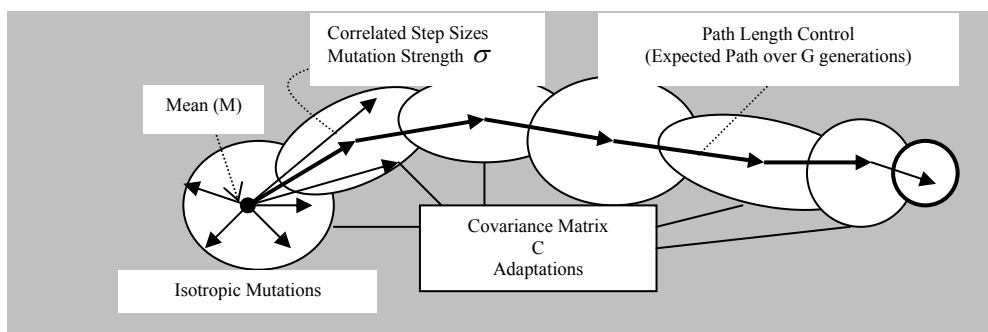 Correlated Step Sizes
Mutation Strength σ
Path Length Control
(Expected Path over G generations)
Mean (M)
Covariance Matrix
C
Adaptations
Isotropic Mutations